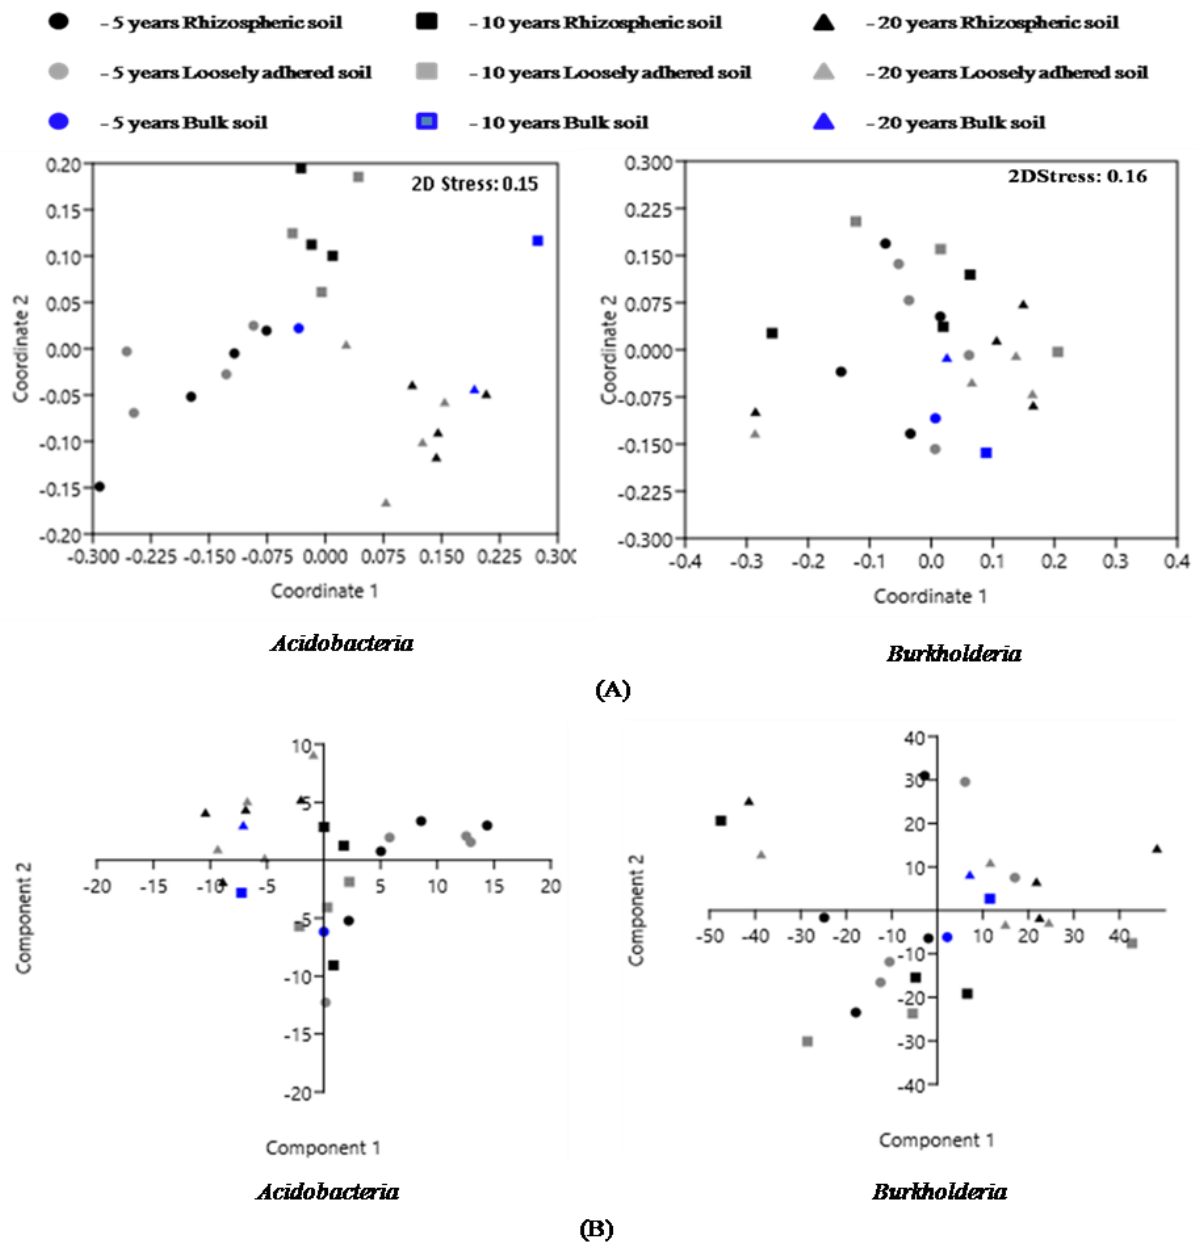 - 5 years Rhizospheric soil - 10 years Rhizospheric soil - 20 years Rhizospheric soil
- 5 years Loosely adhered soil - 10 years Loosely adhered soil - 20 years Loosely adhered soil
- 5 years Bulk soil - 10 years Bulk soil - 20 years Bulk soil
2D Stress: 0.15
0.20
0.15
0.10
0.05
0.00
-0.05
-0.10
-0.15
-0.20
Coordinate 2
-0.300 -0.225 -0.150 -0.075 0.000 0.075 0.150 0.225 0.300
Coordinate 1
Acidobacteria
2DStress: 0.16
0.300
0.225
0.150
0.075
0.000
-0.075
-0.150
-0.225
-0.300
Coordinate 2
-0.4 -0.3 -0.2 -0.1 0.0 0.1 0.2 0.3 0.4
Coordinate 1
Burkholderia
(A)
10
5
-5
-10
-15
-20
Component 2
-20 -15 -10 -5 5 10 15 20
Component 1
Acidobacteria
40
30
20
10
-10
-20
-30
-40
Component 2
-50 -40 -30 -20 -10 10 20 30 40
Component 1
Burkholderia
(B)